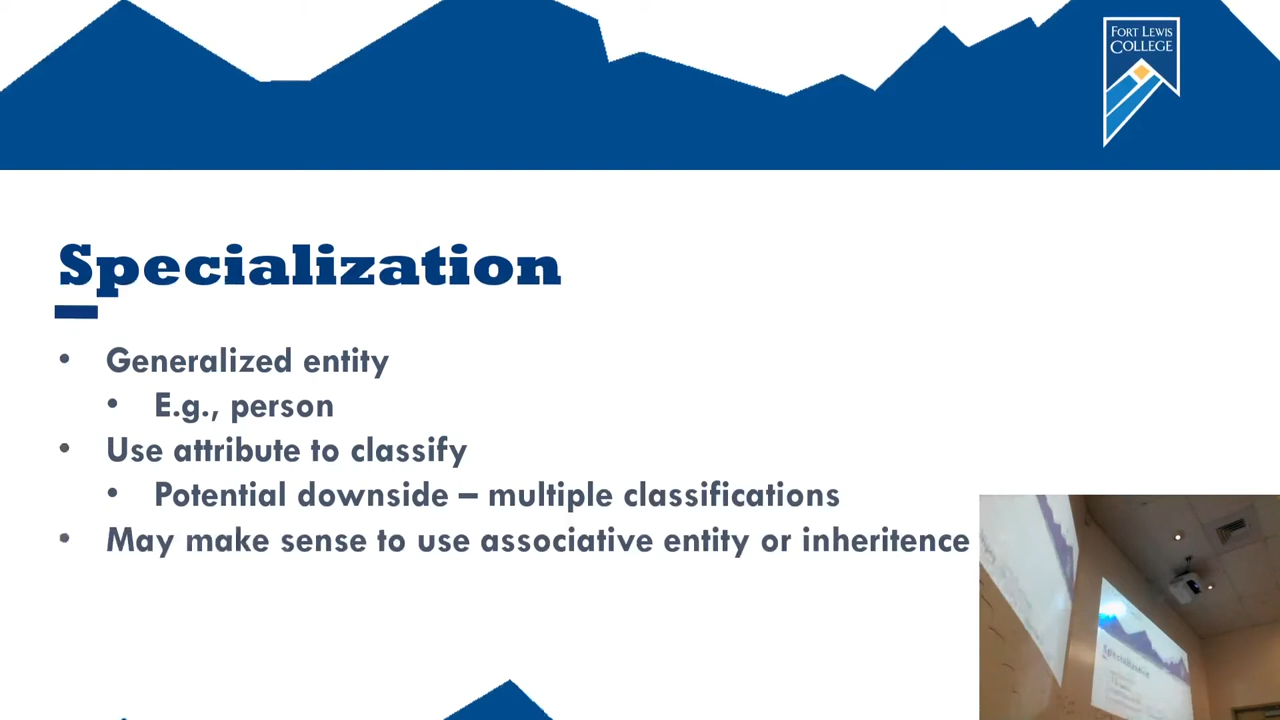 FORT LEWIS
COLLEGE
Specialization
• Generalized entity
• E.g., person
• Use attribute to classify
• Potential downside – multiple classifications
• May make sense to use associative entity or inheritence
Specialization